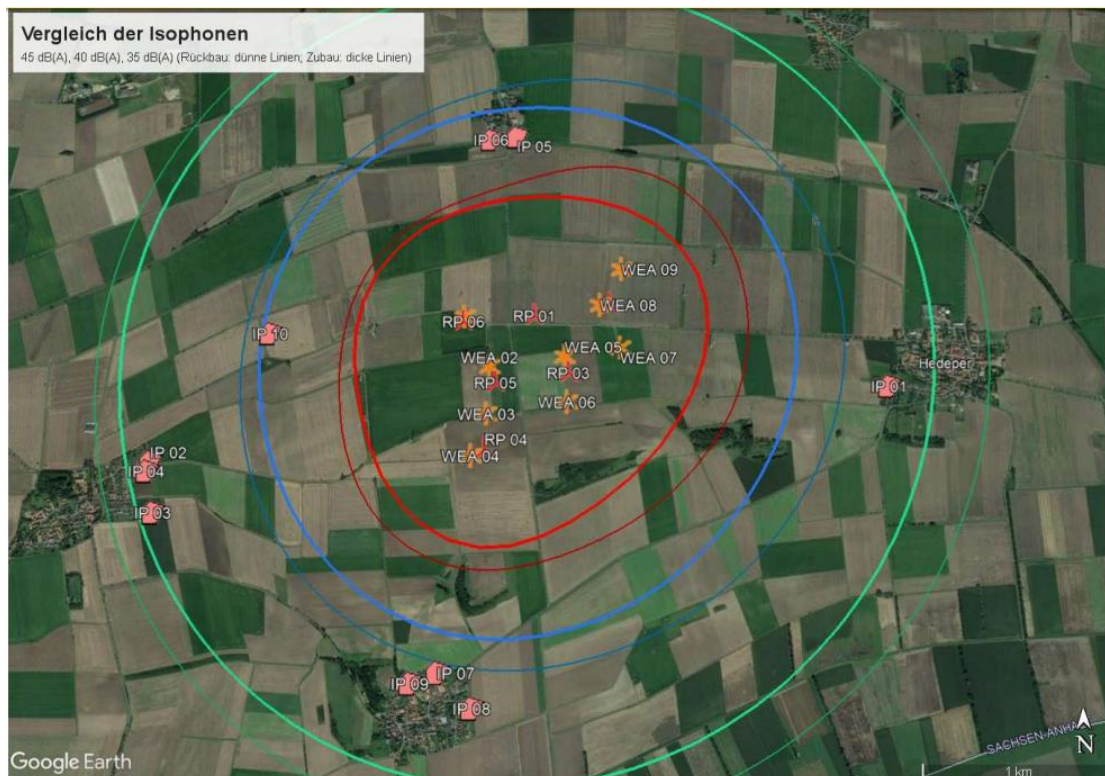 Vergleich der Isophonen
45 dB(A), 40 dB(A), 35 dB(A) (Rückbau: dünne Linien; Zubau: dicke Linien)
IP 06
IP 05
WEA 09
WEA 08
RP 01
RP 06
IP 10
WEA 05
WEA 07
WEA 02
Hedeper
RP 03
RP 05
IP 01
WEA 06
WEA 03
RP 04
IP 02
WEA 04
IP 04
IP 03
IP 07
IP 09
IP 08
N
SACHSEN-ANHA
Google Earth
1 km